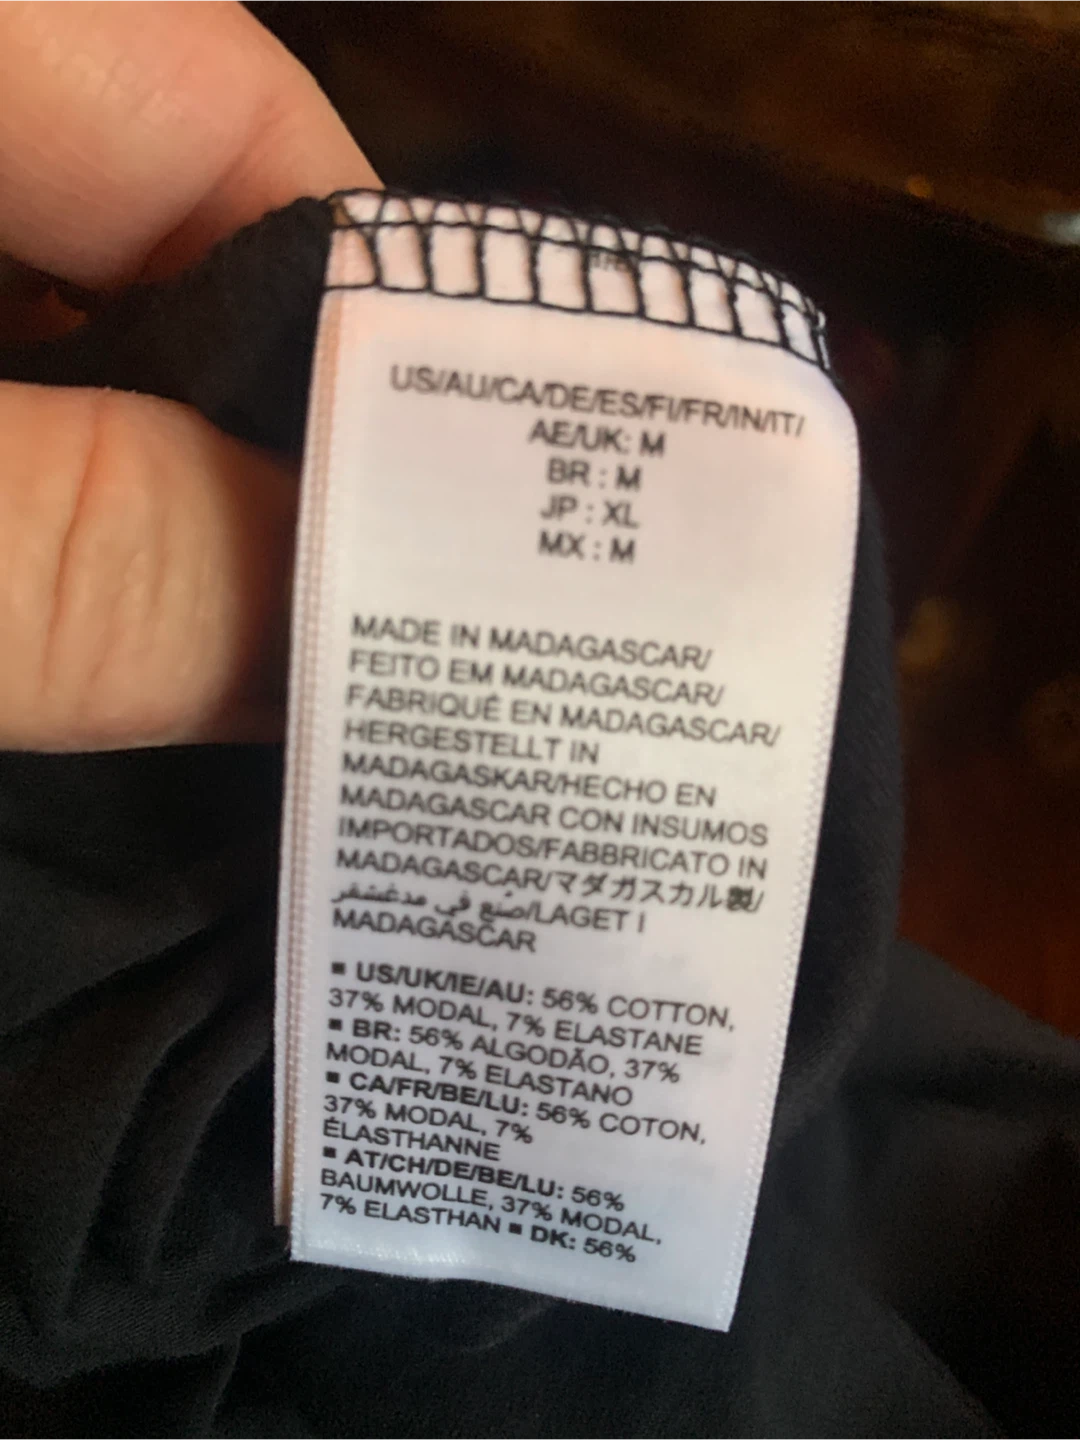 US/AU/CA/DE/ES/FI/FR/IN/IT/
AE/UK: M
BR : M
JP : XL
MX : M
MADE IN MADAGASCAR/
FEITO EM MADAGASCAR/
FABRIQUÉ EN MADAGASCAR/
HERGESTELLT IN
MADAGASKAR/HECHO EN
MADAGASCAR CON INSUMOS
IMPORTADOS/FABBRICATO IN
MADAGASCAR/マダガスカル製/
صُنع في مدغشقر/LAGET I
MADAGASCAR
▪ US/UK/IE/AU: 56% COTTON,
37% MODAL, 7% ELASTANE
▪ BR: 56% ALGODÃO, 37%
MODAL, 7% ELASTANO
▪ CA/FR/BE/LU: 56% COTON,
37% MODAL, 7%
ÉLASTHANNE
▪ AT/CH/DE/BE/LU: 56%
BAUMWOLLE, 37% MODAL,
7% ELASTHAN ▪ DK: 56%